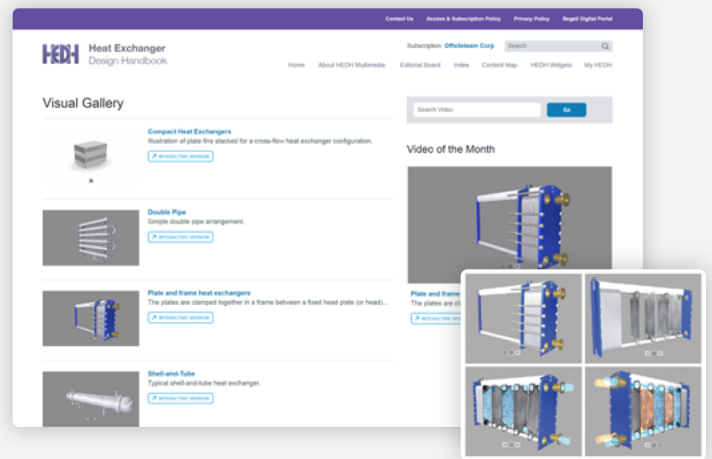 Contact Us Access & Subscription Policy Privacy Policy Begell Digital Portal
HEDH Heat Exchanger
Design Handbook
Subscription: Offsiteteam Corp Search
Home About HEDH Multimedia Editorial Board Index Content Map HEDH Widgets My HEDH
Visual Gallery
Search Video Go
Compact Heat Exchangers
Illustration of plate fins stacked for a cross-flow heat exchanger configuration.
INTERACTIVE VERSION
Video of the Month
Double Pipe
Simple double pipe arrangement.
INTERACTIVE VERSION
Plate and frame heat exchangers
The plates are clamped together in a frame between a fixed head plate (or head)...
INTERACTIVE VERSION
Plate and frame
The plates are
INTERACTIVE
Shell-and-Tube
Typical shell-and-tube heat exchanger.
INTERACTIVE VERSION